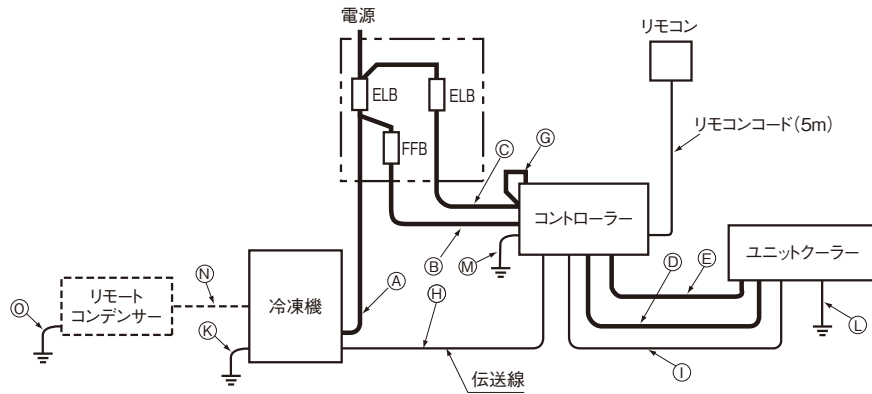 電源
リモコン
ELB
ELB
リモコンコード（5m）
FFB
Ⓒ
Ⓖ
コントローラー
ユニットクーラー
Ⓑ
Ⓜ
Ⓓ
Ⓔ
Ⓝ
Ⓐ
リモート
コンデンサー
冷凍機
Ⓞ
Ⓚ
Ⓗ
Ⓛ
伝送線
Ⓘ